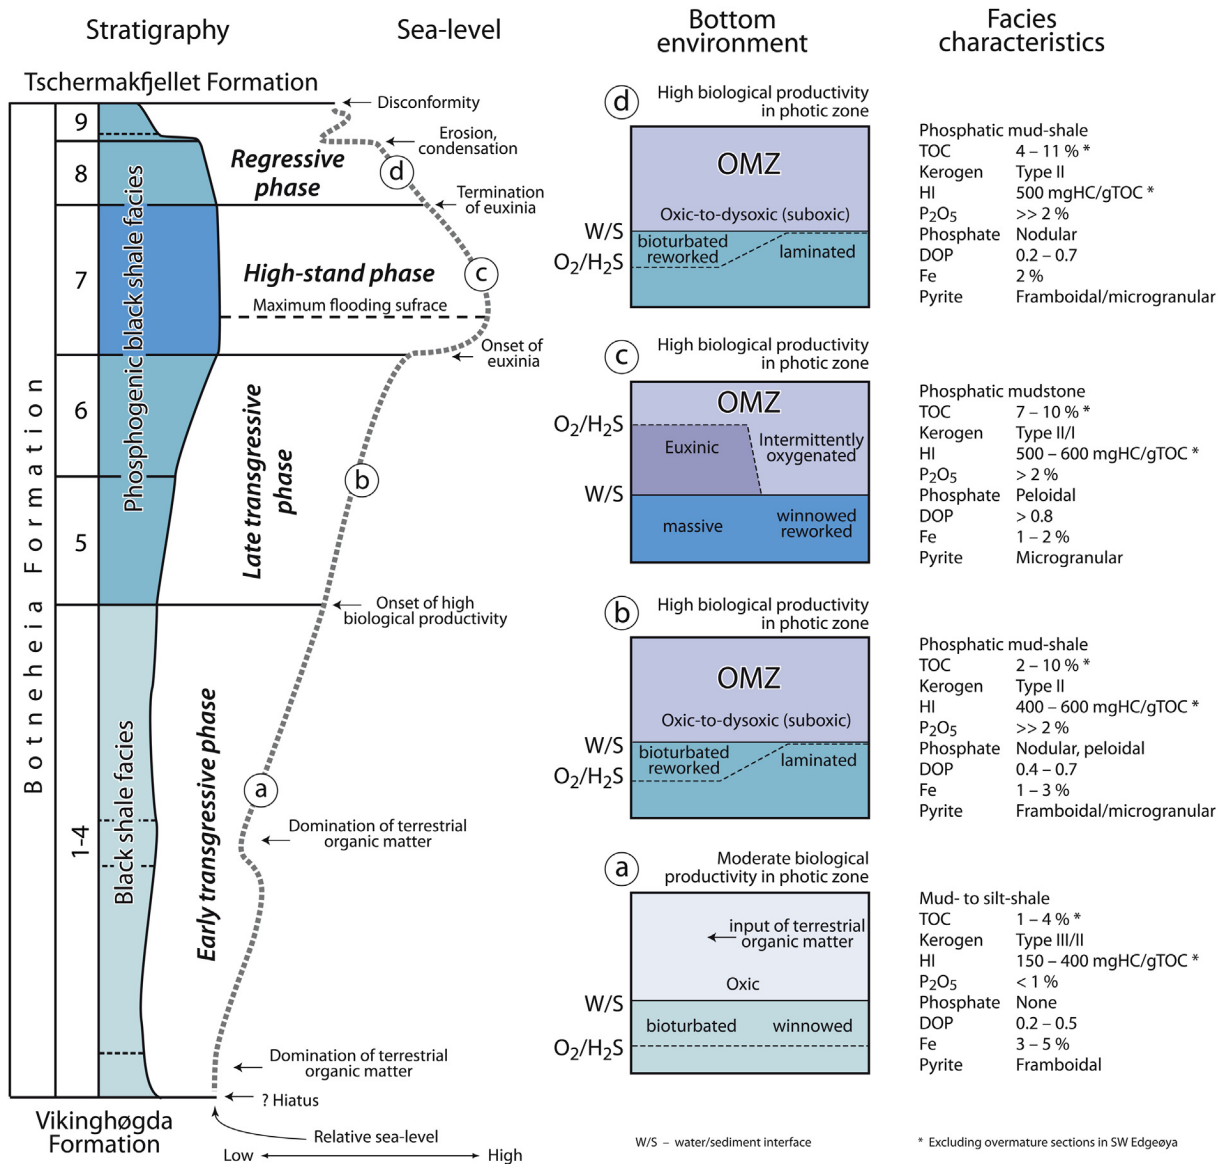 Stratigraphy
Sea-level
Bottom
environment
Facies
characteristics
Tschermakfjellet Formation
Botneheia Formation
9
8
7
6
5
1-4
Phosphogenic black shale facies
Black shale facies
Regressive
phase
High-stand phase
Maximum flooding sufrace
Late transgressive
phase
Early transgressive phase
Disconformity
Erosion,
condensation
d
Termination
of euxinia
c
Onset of
euxinia
b
Onset of high
biological productivity
a
Domination of terrestrial
organic matter
Domination of terrestrial
organic matter
? Hiatus
Vikinghøgda
Formation
Relative sea-level
Low
High
d
High biological productivity
in photic zone
OMZ
Oxic-to-dysoxic (suboxic)
W/S
bioturbated
reworked
laminated
O2/H2S
Phosphatic mud-shale
TOC 4 – 11 % *
Kerogen Type II
HI 500 mgHC/gTOC *
P2O5 >> 2 %
Phosphate Nodular
DOP 0.2 – 0.7
Fe 2 %
Pyrite Framboidal/microgranular
c
High biological productivity
in photic zone
OMZ
O2/H2S
Euxinic
Intermittently
oxygenated
W/S
massive
winnowed
reworked
Phosphatic mudstone
TOC 7 – 10 % *
Kerogen Type II/I
HI 500 – 600 mgHC/gTOC *
P2O5 > 2 %
Phosphate Peloidal
DOP > 0.8
Fe 1 – 2 %
Pyrite Microgranular
b
High biological productivity
in photic zone
OMZ
Oxic-to-dysoxic (suboxic)
W/S
bioturbated
reworked
laminated
O2/H2S
Phosphatic mud-shale
TOC 2 – 10 % *
Kerogen Type II
HI 400 – 600 mgHC/gTOC *
P2O5 >> 2 %
Phosphate Nodular, peloidal
DOP 0.4 – 0.7
Fe 1 – 3 %
Pyrite Framboidal/microgranular
a
Moderate biological
productivity in photic zone
input of terrestrial
organic matter
Oxic
W/S
bioturbated
winnowed
O2/H2S
Mud- to silt-shale
TOC 1 – 4 % *
Kerogen Type III/II
HI 150 – 400 mgHC/gTOC *
P2O5 < 1 %
Phosphate None
DOP 0.2 – 0.5
Fe 3 – 5 %
Pyrite Framboidal
W/S – water/sediment interface
* Excluding overmature sections in SW Edgeøya